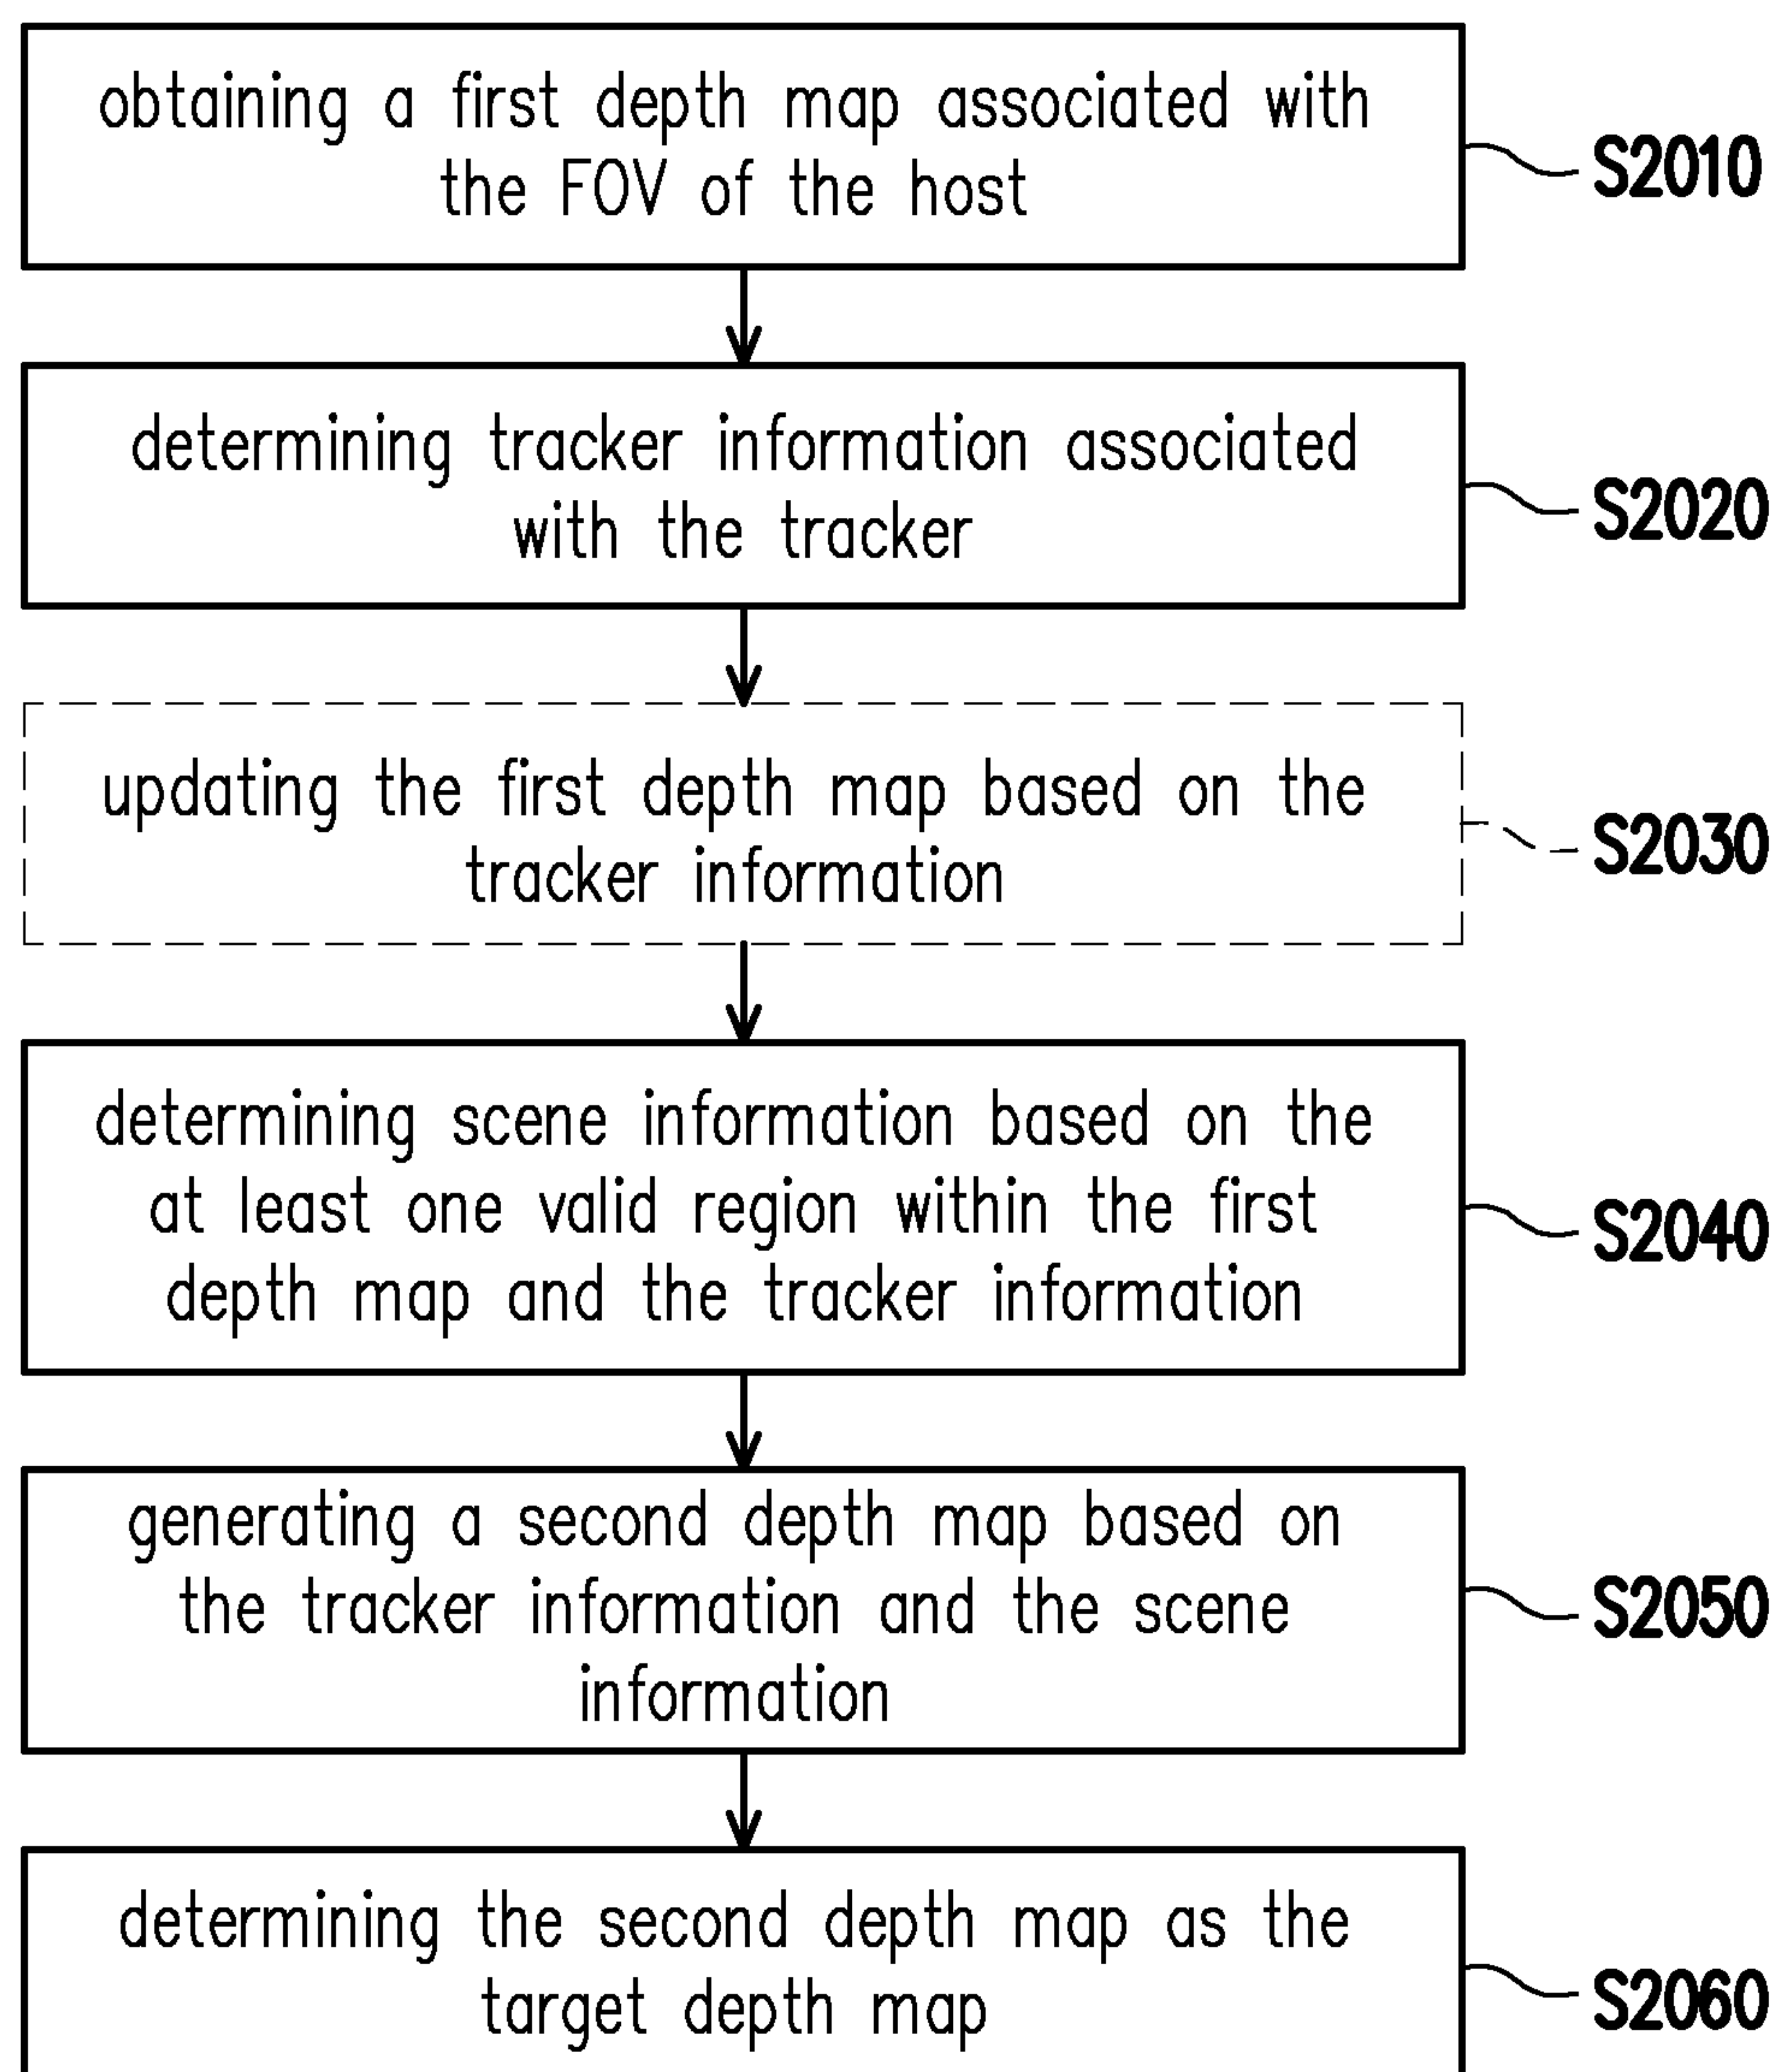 obtaining a first depth map associated with
the FOV of the host
S2010
determining tracker information associated
with the tracker
S2020
updating the first depth map based on the
tracker information
S2030
determining scene information based on the
at least one valid region within the first
depth map and the tracker information
S2040
generating a second depth map based on
the tracker information and the scene
information
S2050
determining the second depth map as the
target depth map
S2060